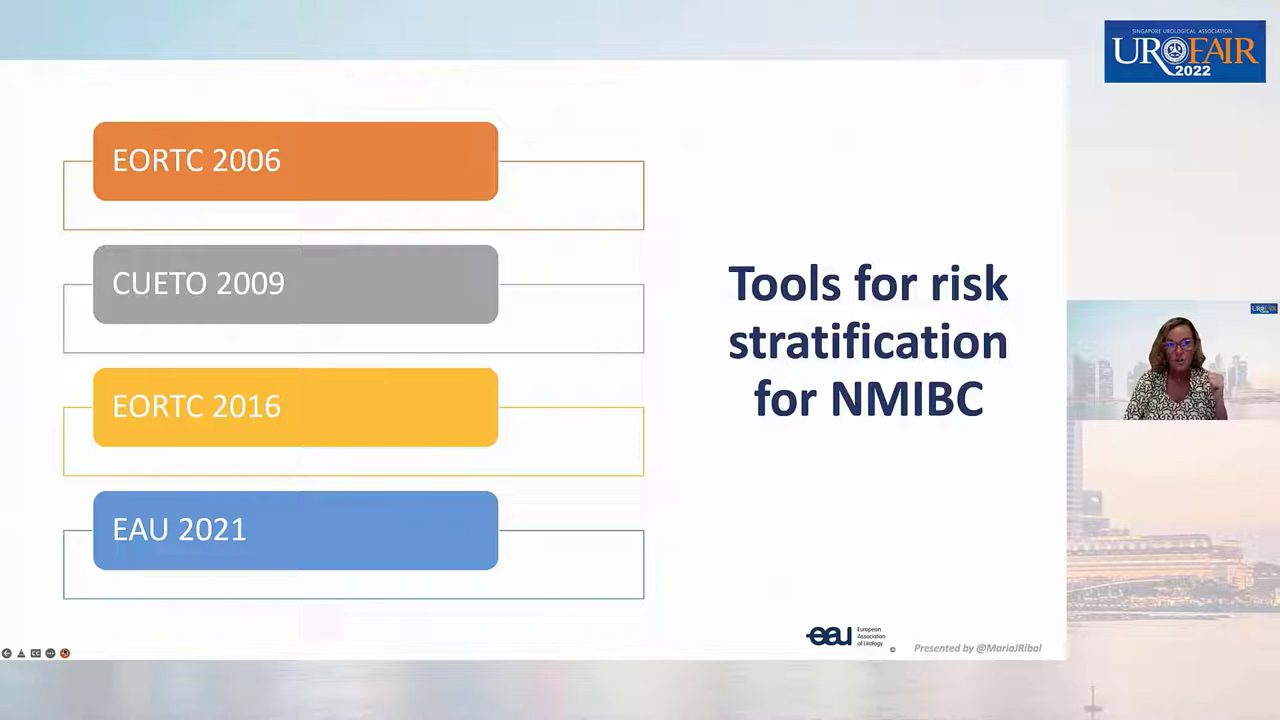 SINGAPORE UROLOGICAL ASSOCIATION
UROFAIR
2022
EORTC 2006
CUETO 2009
EORTC 2016
EAU 2021
Tools for risk
stratification
for NMIBC
eau
European
Association
of Urology
Presented by @MariaJRibal